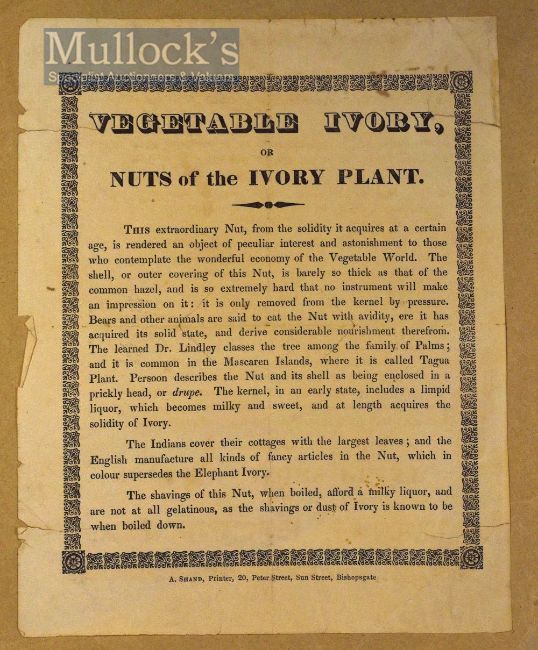 Mullock's
Specialist Auctioneers & Valuers
VEGETABLE IVORY,
OR
NUTS of the IVORY PLANT.
THIS extraordinary Nut, from the solidity it acquires at a certain
age, is rendered an object of peculiar interest and astonishment to those
who contemplate the wonderful economy of the Vegetable World. The
shell, or outer covering of this Nut, is barely so thick as that of the
common hazel, and is so extremely hard that no instrument will make
an impression on it: it is only removed from the kernel by pressure.
Bears and other animals are said to eat the Nut with avidity, ere it has
acquired its solid state, and derive considerable nourishment therefrom.
The learned Dr. Lindley classes the tree among the family of Palms;
and it is common in the Mascaren Islands, where it is called Tagua
Plant. Persoon describes the Nut and its shell as being enclosed in a
prickly head, or drupe. The kernel, in an early state, includes a limpid
liquor, which becomes milky and sweet, and at length acquires the
solidity of Ivory.
The Indians cover their cottages with the largest leaves; and the
English manufacture all kinds of fancy articles in the Nut, which in
colour supersedes the Elephant Ivory.
The shavings of this Nut, when boiled, afford a milky liquor, and
are not at all gelatinous, as the shavings or dust of Ivory is known to be
when boiled down.
A. SHAND, Printer, 20, Peter Street, Sun Street, Bishopsgate